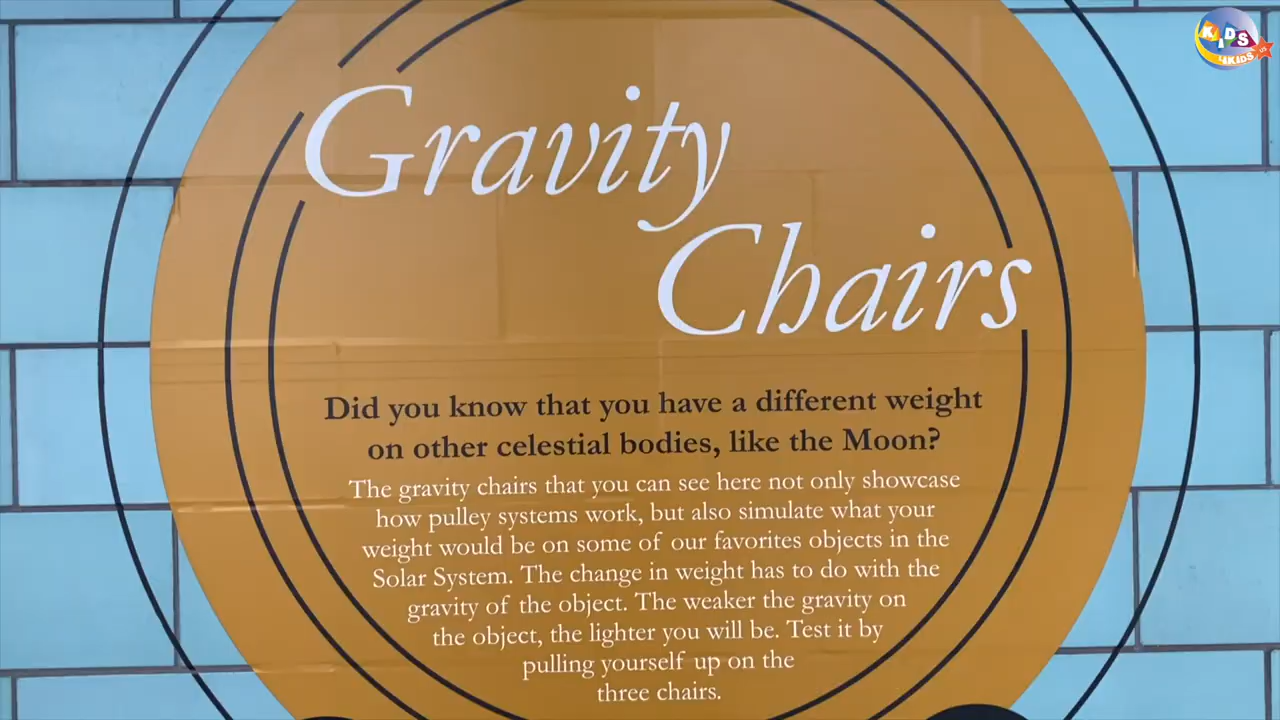 Gravity
Chairs
Did you know that you have a different weight
on other celestial bodies, like the Moon?
The gravity chairs that you can see here not only showcase
how pulley systems work, but also simulate what your
weight would be on some of our favorites objects in the
Solar System. The change in weight has to do with the
gravity of the object. The weaker the gravity on
the object, the lighter you will be. Test it by
pulling yourself up on the
three chairs.
KIDS
4KIDS
US